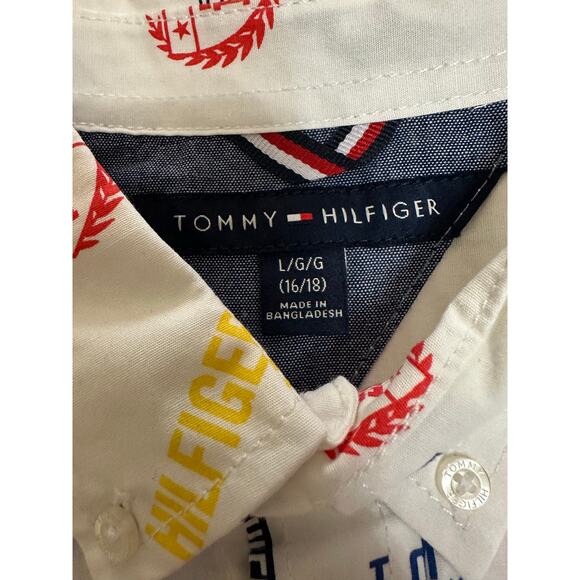 TOMMY HILFIGER
L/G/G
(16/18)
MADE IN
BANGLADESH
HILFIGER
TOMMY HILFIGER